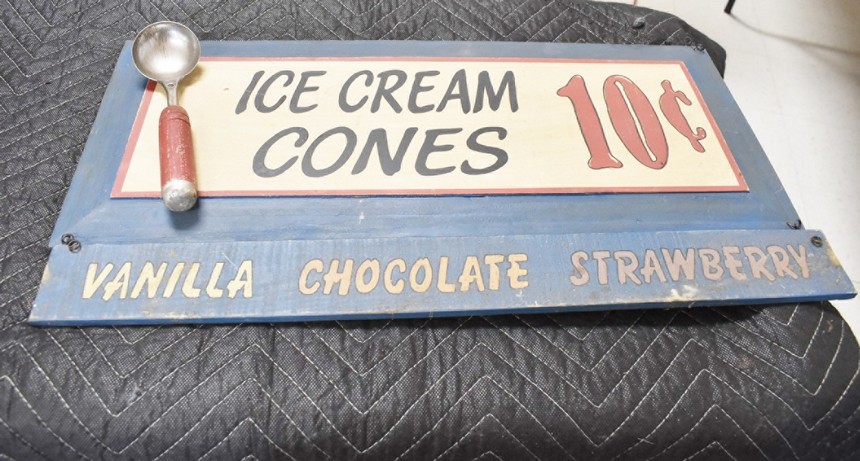 ICE CREAM
CONES
10¢
VANILLA CHOCOLATE STRAWBERRY